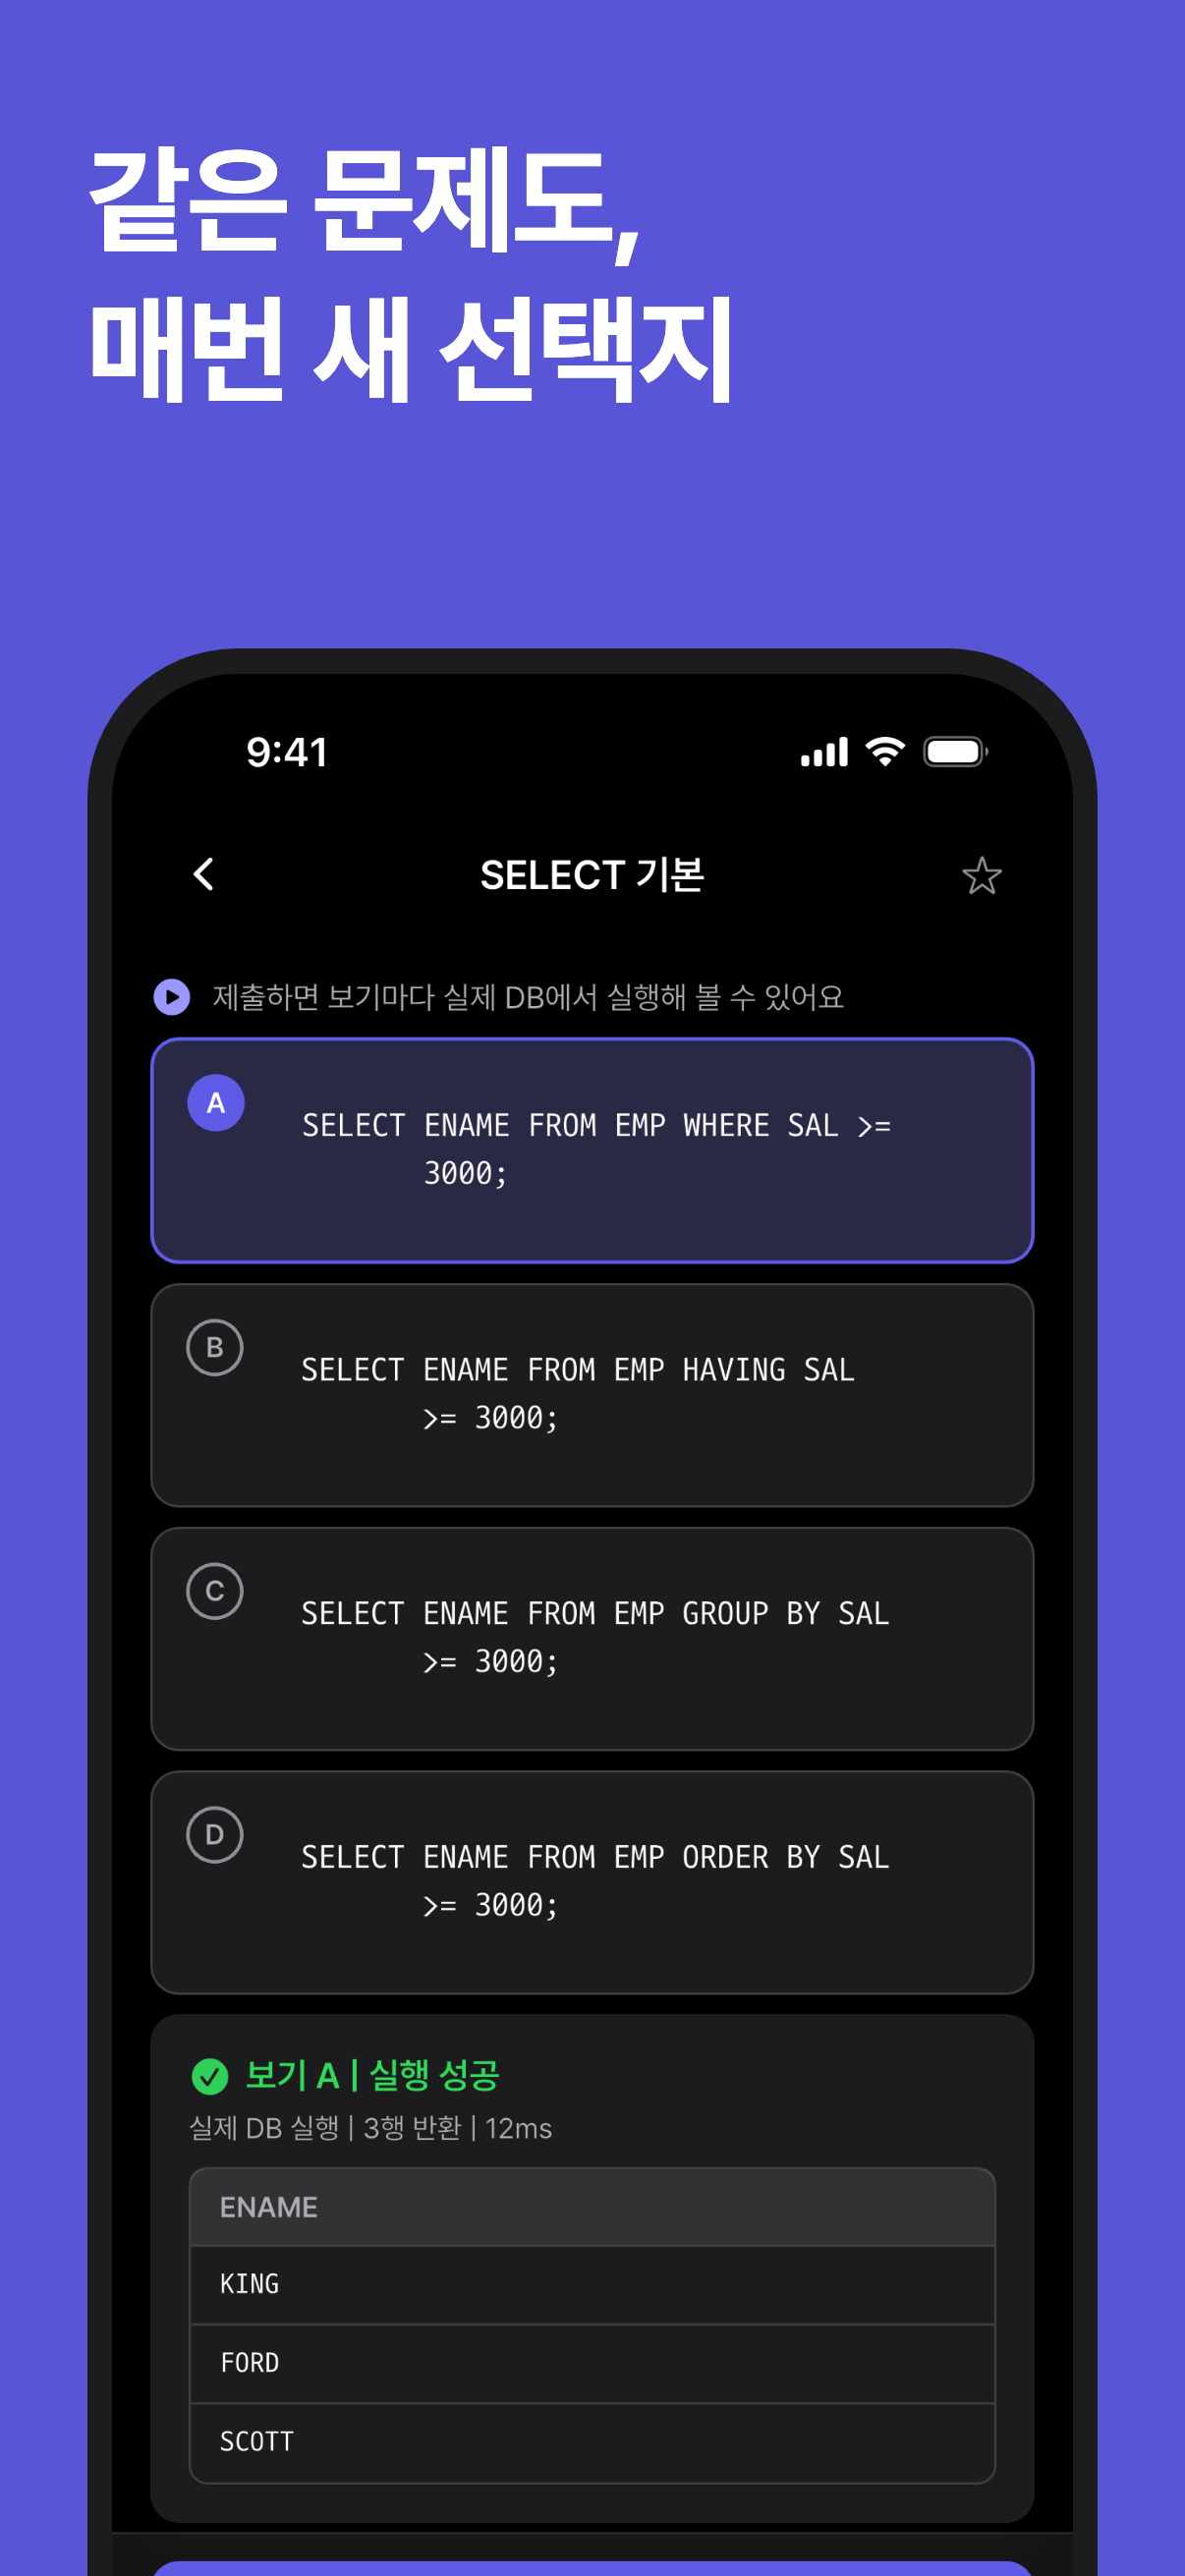 같은 문제도,
매번 새 선택지
9:41
SELECT 기본
제출하면 보기마다 실제 DB에서 실행해 볼 수 있어요
A
SELECT ENAME FROM EMP WHERE SAL >=
3000;
B
SELECT ENAME FROM EMP HAVING SAL
>= 3000;
C
SELECT ENAME FROM EMP GROUP BY SAL
>= 3000;
D
SELECT ENAME FROM EMP ORDER BY SAL
>= 3000;
보기 A | 실행 성공
실제 DB 실행 | 3행 반환 | 12ms
ENAME
KING
FORD
SCOTT